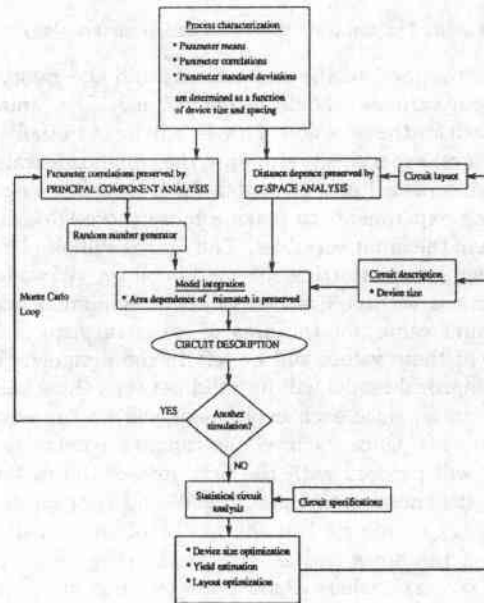 Process characterization
* Parameter means
* Parameter correlations
* Parameter standard deviations
are determined as a function
of device size and spacing
Parameter correlations preserved by
PRINCIPAL COMPONENT ANALYSIS
Distance depence preserved by
σ-SPACE ANALYSIS
Circuit layout
Random number generator
Model integration
* Area dependence of mismatch is preserved
Circuit description
* Device size
Monte Carlo
Loop
CIRCUIT DESCRIPTION
YES
Another
simulation?
NO
Statistical circuit
analysis
Circuit specifications
* Device size optimization
* Yield estimation
* Layout optimization